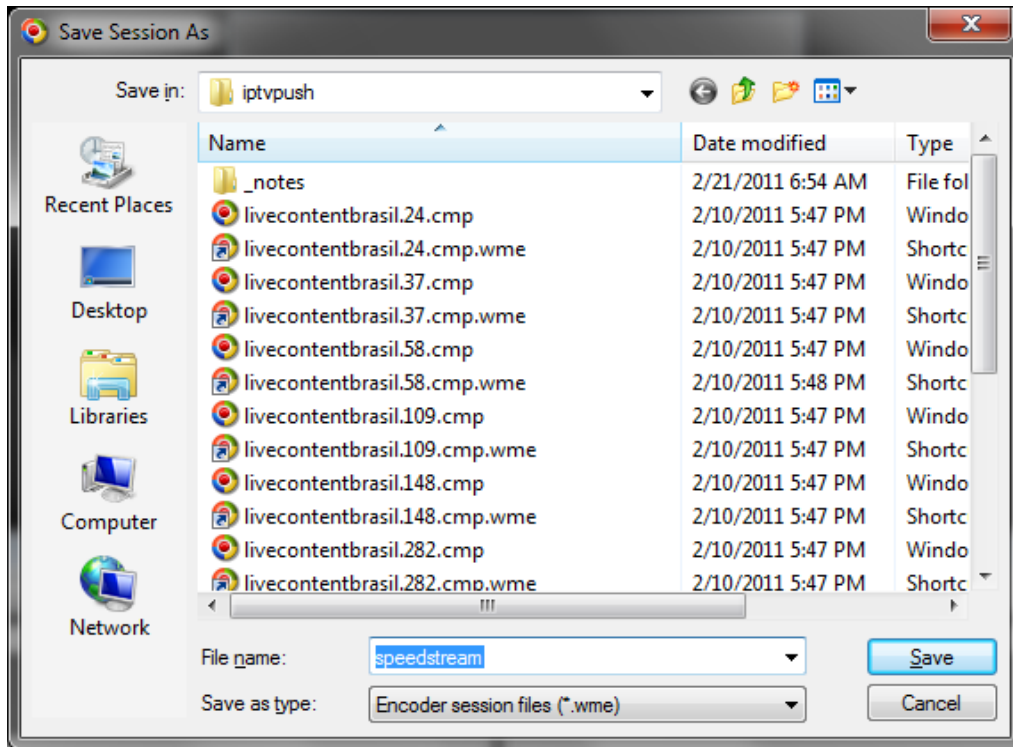 Save Session As
Save in: iptvpush
Name Date modified Type
_notes 2/21/2011 6:54 AM File fol
livecontentbrasil.24.cmp 2/10/2011 5:47 PM Windo
livecontentbrasil.24.cmp.wme 2/10/2011 5:47 PM Shortc
livecontentbrasil.37.cmp 2/10/2011 5:47 PM Windo
livecontentbrasil.37.cmp.wme 2/10/2011 5:47 PM Shortc
livecontentbrasil.58.cmp 2/10/2011 5:47 PM Windo
livecontentbrasil.58.cmp.wme 2/10/2011 5:48 PM Shortc
livecontentbrasil.109.cmp 2/10/2011 5:47 PM Windo
livecontentbrasil.109.cmp.wme 2/10/2011 5:47 PM Shortc
livecontentbrasil.148.cmp 2/10/2011 5:47 PM Windo
livecontentbrasil.148.cmp.wme 2/10/2011 5:47 PM Shortc
livecontentbrasil.282.cmp 2/10/2011 5:47 PM Windo
livecontentbrasil.282.cmp.wme 2/10/2011 5:47 PM Shortc
Recent Places
Desktop
Libraries
Computer
Network
File name: speedstream Save
Save as type: Encoder session files (*.wme) Cancel